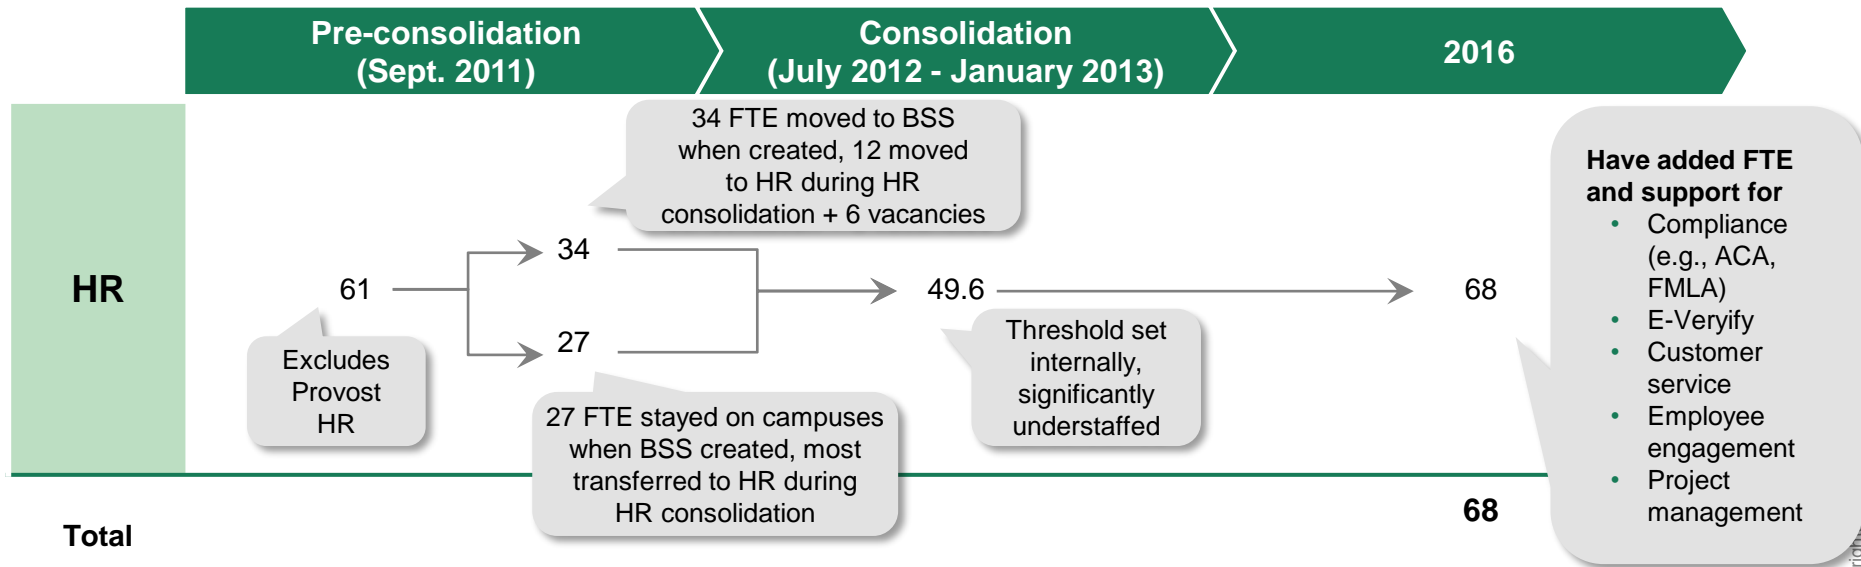 Pre-consolidation
(Sept. 2011)
Consolidation
(July 2012 - January 2013)
2016
HR
61
Excludes
Provost
HR
34 FTE moved to BSS
when created, 12 moved
to HR during HR
consolidation + 6 vacancies
34
27
27 FTE stayed on campuses
when BSS created, most
transferred to HR during
HR consolidation
49.6
Threshold set
internally,
significantly
understaffed
68
Have added FTE
and support for
• Compliance
(e.g., ACA,
FMLA)
• E-Veryify
• Customer
service
• Employee
engagement
• Project
management
Total
68